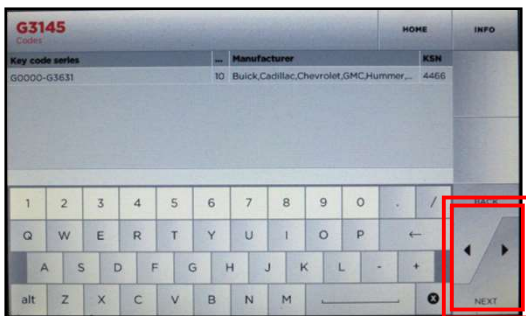 G3145
Codes
HOME
INFO
Key code series ... Manufacturer KSN
G0000-G3631 10 Buick,Cadillac,Chevrolet,GMC,Hummer,... 4466
1 2 3 4 5 6 7 8 9 0 . /
BACK
Q W E R T Y U I O P ←
A S D F G H J K L - +
alt Z X C V B N M
NEXT